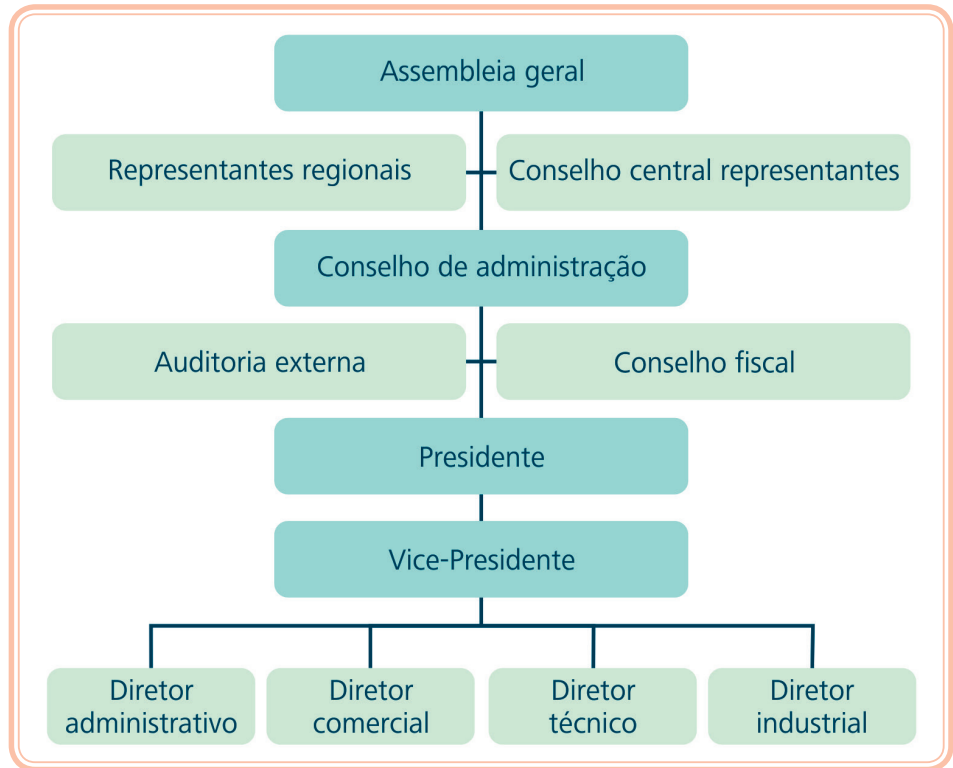 Assembleia geral
Representantes regionais
Conselho central representantes
Conselho de administração
Auditoria externa
Conselho fiscal
Presidente
Vice-Presidente
Diretor
administrativo
Diretor
comercial
Diretor
técnico
Diretor
industrial